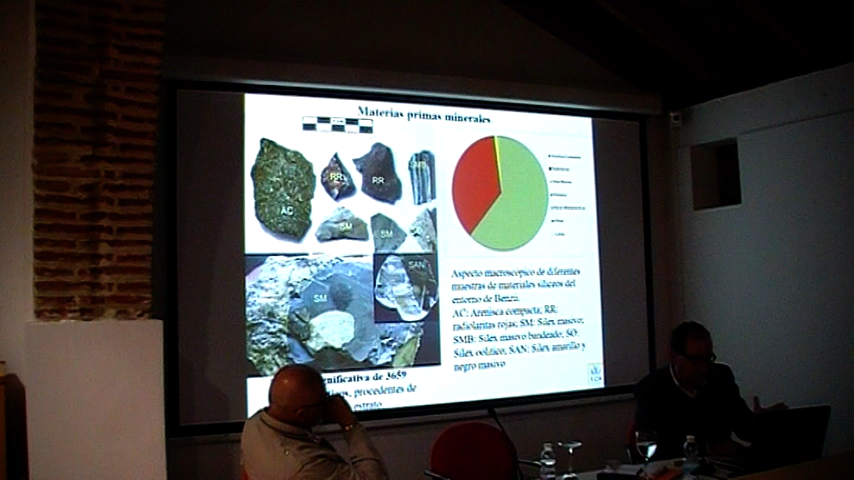 Materias primas minerales
AC
RR
RR
SMB
SM
SM
SAN
SM
Aspecto macroscópico de diferentes
muestras de materiales silíceos del
entorno de Benzú.
AC: Arenisca compacta, RR:
radiolaritas rojas; SM: Sílex masivo;
SMB: Sílex masivo bandeado, SO:
Sílex oolítico, SAN: Sílex amarillo y
negro masivo
nificativa de 3659
procedentes de
estrato